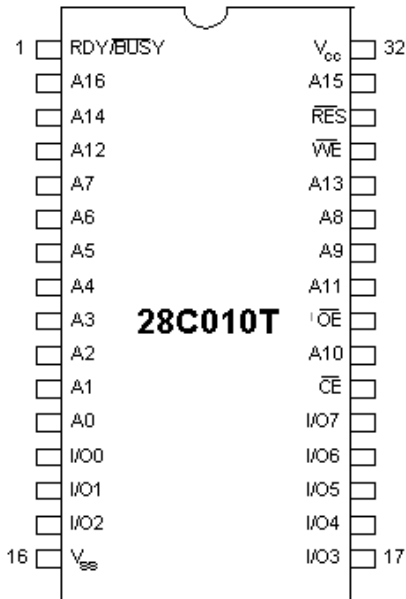 1 RDY/BUSY Vcc 32
A16 A15
A14 RES
A12 WE
A7 A13
A6 A8
A5 A9
A4 A11
A3 28C010T OE
A2 A10
A1 CE
A0 I/O7
I/O0 I/O6
I/O1 I/O5
I/O2 I/O4
16 Vss I/O3 17